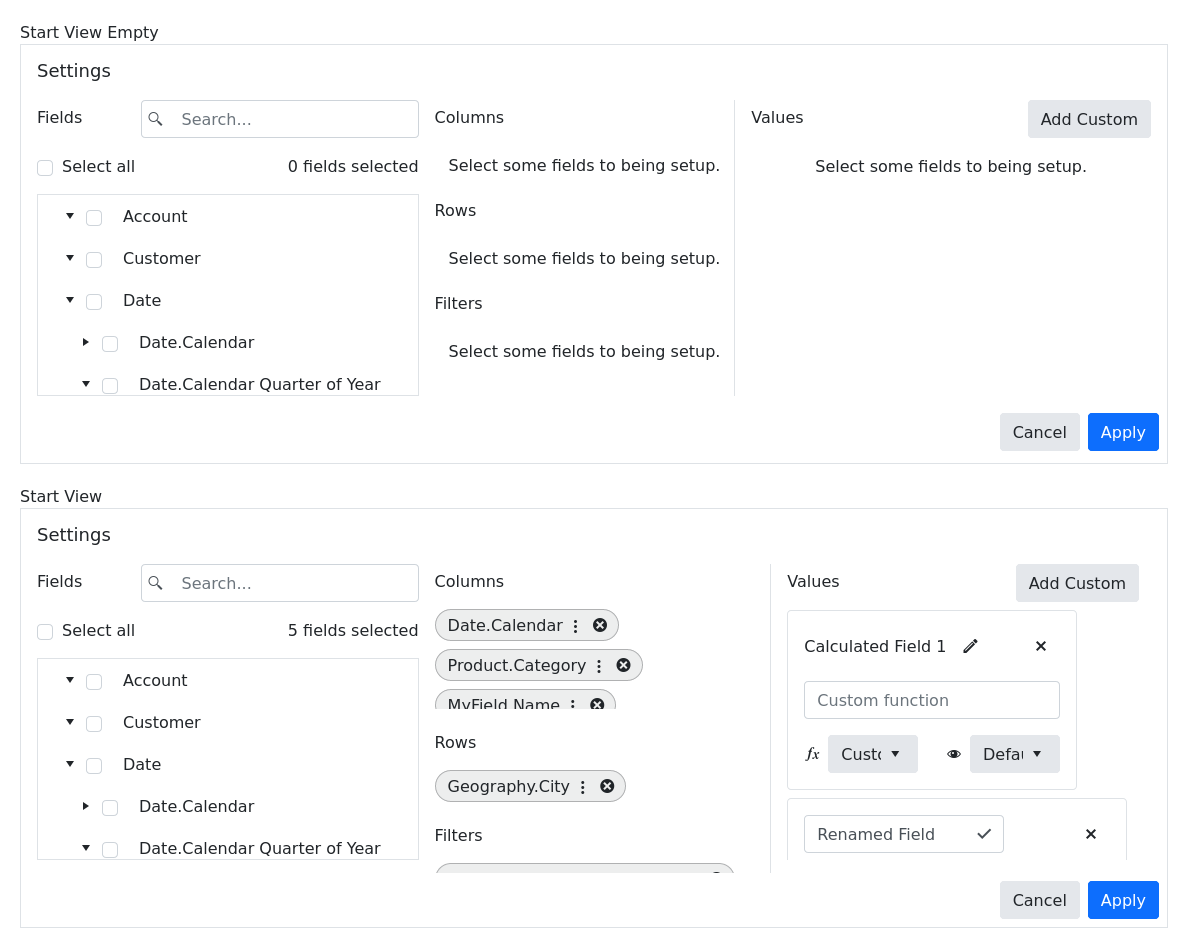 Start View Empty
Settings
Fields
Search...
Select all
0 fields selected
Account
Customer
Date
Date.Calendar
Date.Calendar Quarter of Year
Columns
Select some fields to being setup.
Rows
Select some fields to being setup.
Filters
Select some fields to being setup.
Values
Add Custom
Select some fields to being setup.
Cancel
Apply
Start View
Settings
Fields
Search...
Select all
5 fields selected
Account
Customer
Date
Date.Calendar
Date.Calendar Quarter of Year
Columns
Date.Calendar
Product.Category
MyField.Name
Rows
Geography.City
Filters
Values
Add Custom
Calculated Field 1
Custom function
fx
Custo
Defau
Renamed Field
Cancel
Apply